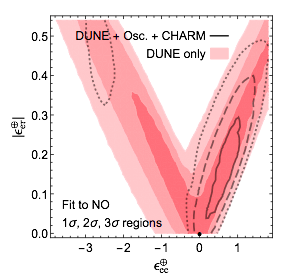 DUNE + Osc. + CHARM
DUNE only
Fit to NO
1σ, 2σ, 3σ regions
0.5
0.4
0.3
0.2
0.1
0.0
-3 -2 -1 0 1
|ϵ⊕eτ|
ϵ⊕ee